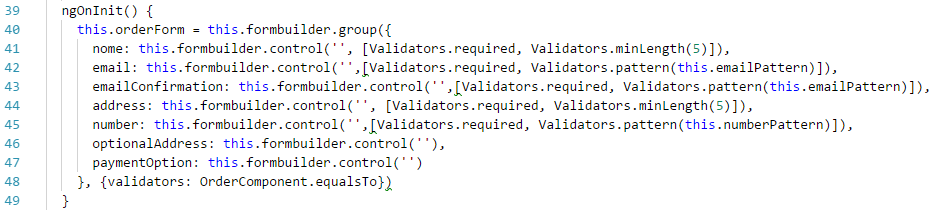 39 ngOnInit() {
40 this.orderForm = this.formbuilder.group({
41 nome: this.formbuilder.control('', [Validators.required, Validators.minLength(5)]),
42 email: this.formbuilder.control('',[Validators.required, Validators.pattern(this.emailPattern)]),
43 emailConfirmation: this.formbuilder.control('',[Validators.required, Validators.pattern(this.emailPattern)]),
44 address: this.formbuilder.control('', [Validators.required, Validators.minLength(5)]),
45 number: this.formbuilder.control('',[Validators.required, Validators.pattern(this.numberPattern)]),
46 optionalAddress: this.formbuilder.control(''),
47 paymentOption: this.formbuilder.control('')
48 }, {validators: OrderComponent.equalsTo})
49 }